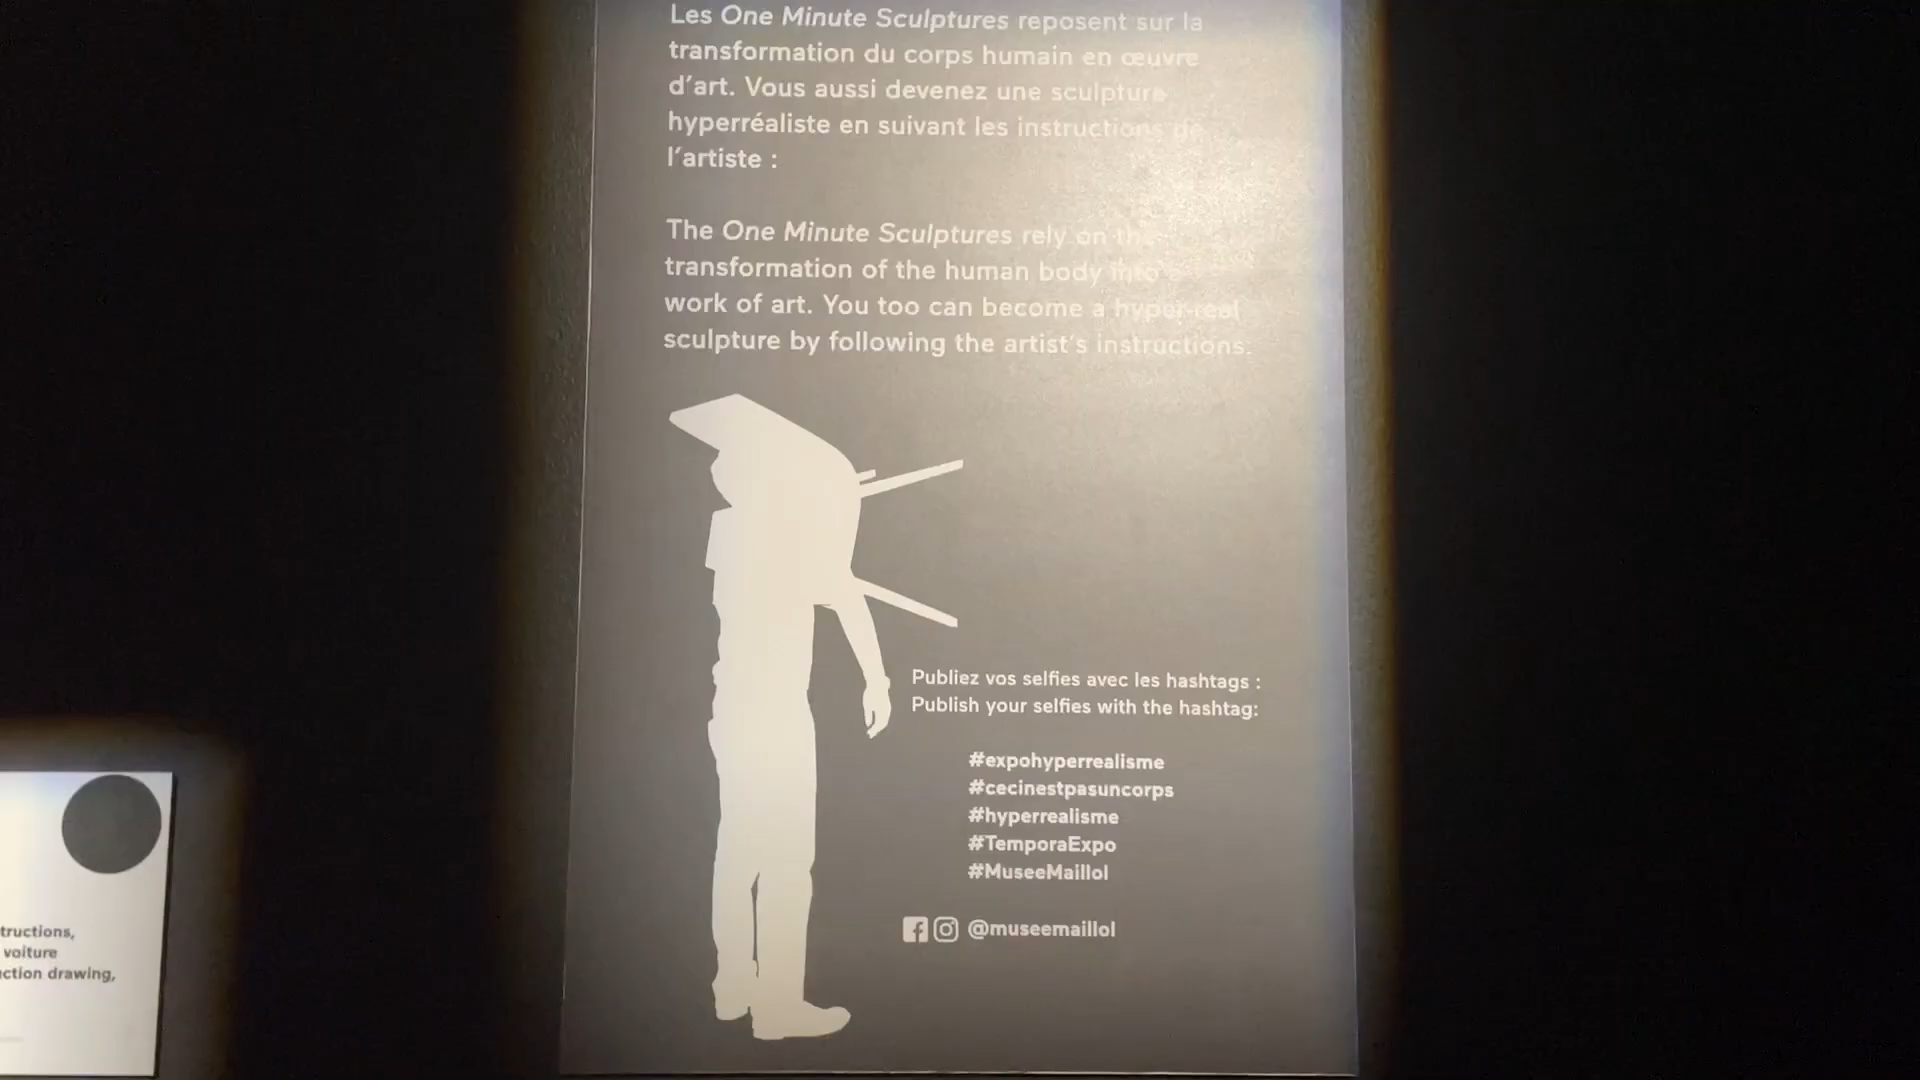 Les One Minute Sculptures reposent sur la
transformation du corps humain en œuvre
d'art. Vous aussi devenez une sculpture
hyperréaliste en suivant les instructions de
l'artiste :
The One Minute Sculptures rely on the
transformation of the human body into
work of art. You too can become a hyper-real
sculpture by following the artist's instructions:
Publiez vos selfies avec les hashtags :
Publish your selfies with the hashtag:
#expohyperrealisme
#cecinestpasuncorps
#hyperrealisme
#TemporaExpo
#MuseeMaillol
@museemaillol
tructions,
voiture
ction drawing,